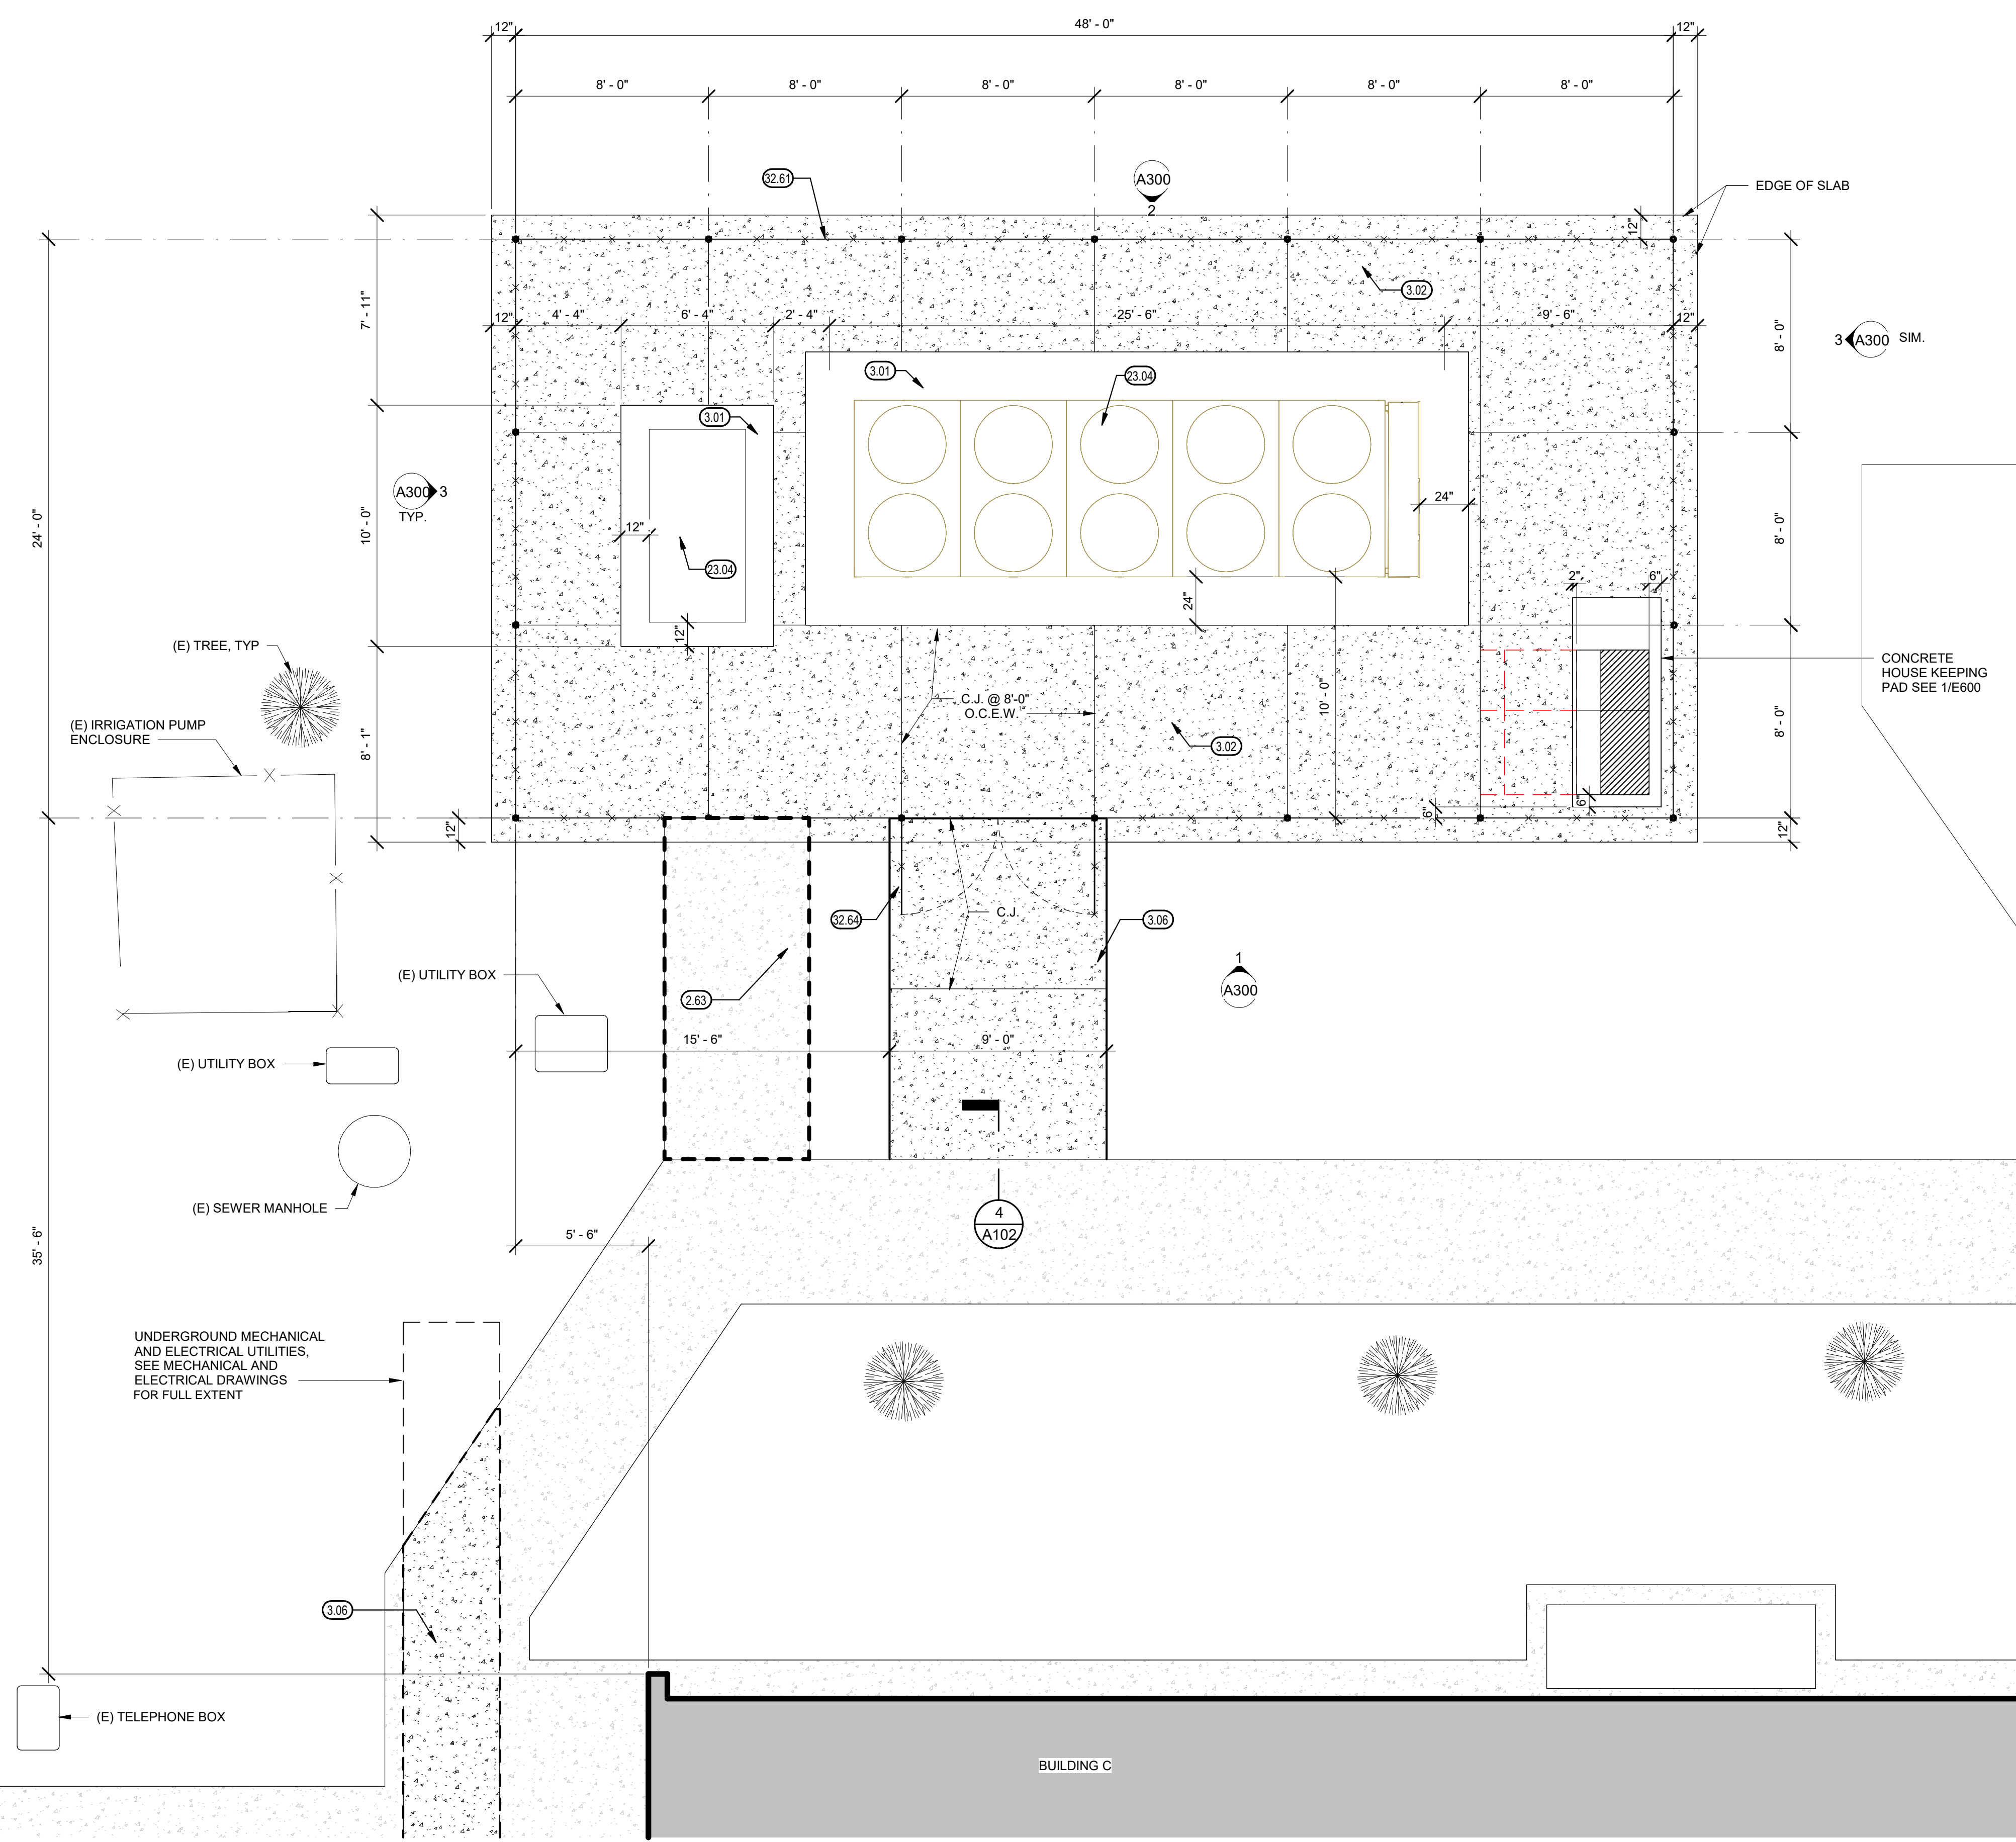 12" 48' - 0" 12"
8' - 0" 8' - 0" 8' - 0" 8' - 0" 8' - 0" 8' - 0"
32.61
A300
2
EDGE OF SLAB
12"
3.02
7' - 11"
12" 4' - 4" 6' - 4" 2' - 4" 25' - 6" 9' - 6" 12"
8' - 0"
3 A300 SIM.
3.01
23.04
3.01
A300 3
TYP.
24"
24' - 0"
10' - 0"
12"
8' - 0"
23.04
2" 6"
24"
12"
(E) TREE, TYP
CONCRETE
HOUSE KEEPING
PAD SEE 1/E600
C.J. @ 8'-0"
O.C.E.W.
10' - 0"
(E) IRRIGATION PUMP
ENCLOSURE
8' - 1"
3.02
8' - 0"
6"
6"
12"
12"
32.64
C.J.
3.06
(E) UTILITY BOX
1
A300
2.63
15' - 6" 9' - 0"
(E) UTILITY BOX
(E) SEWER MANHOLE
4
A102
35' - 6"
5' - 6"
UNDERGROUND MECHANICAL
AND ELECTRICAL UTILITIES,
SEE MECHANICAL AND
ELECTRICAL DRAWINGS
FOR FULL EXTENT
3.06
(E) TELEPHONE BOX
BUILDING C